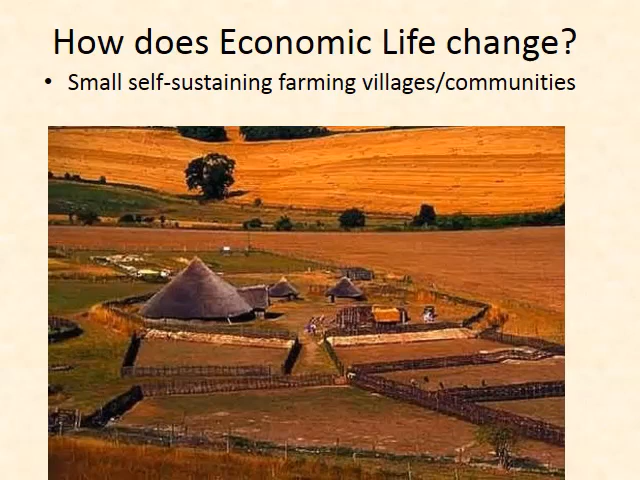 How does Economic Life change?
• Small self-sustaining farming villages/communities